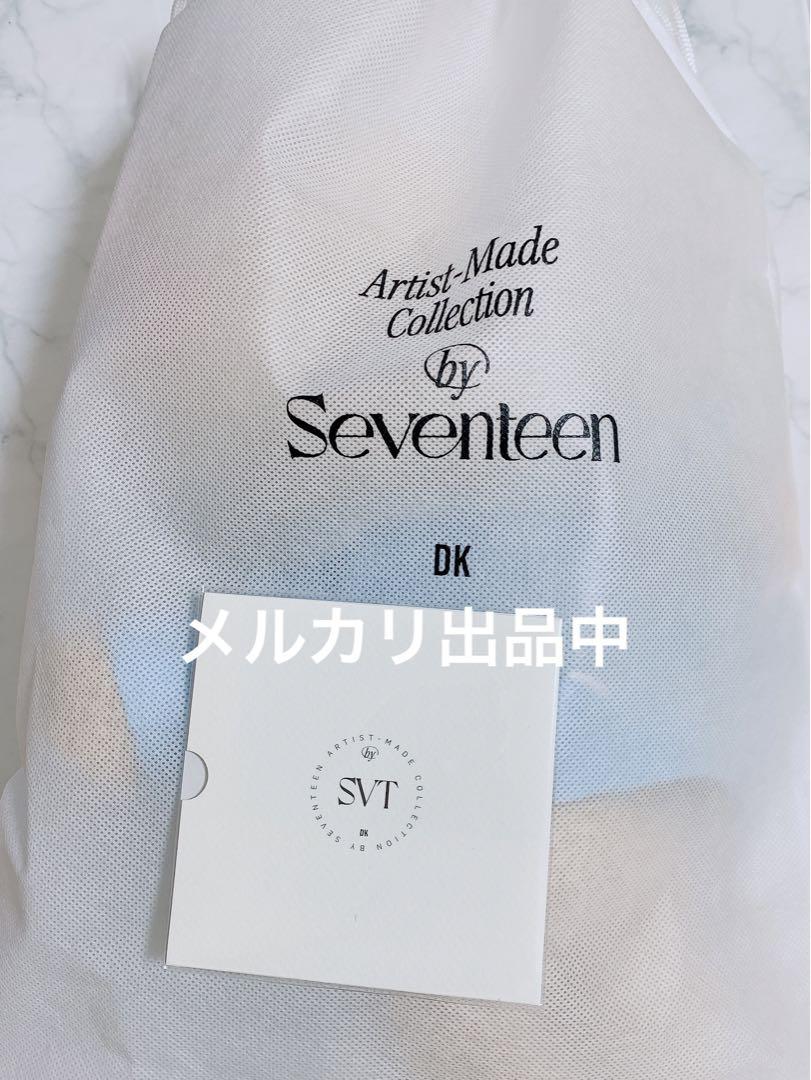 Artist-Made
Collection
by
Seventeen
DK
メルカリ出品中
SEVENTEEN ARTIST-MADE COLLECTION BY
by
SVT
DK